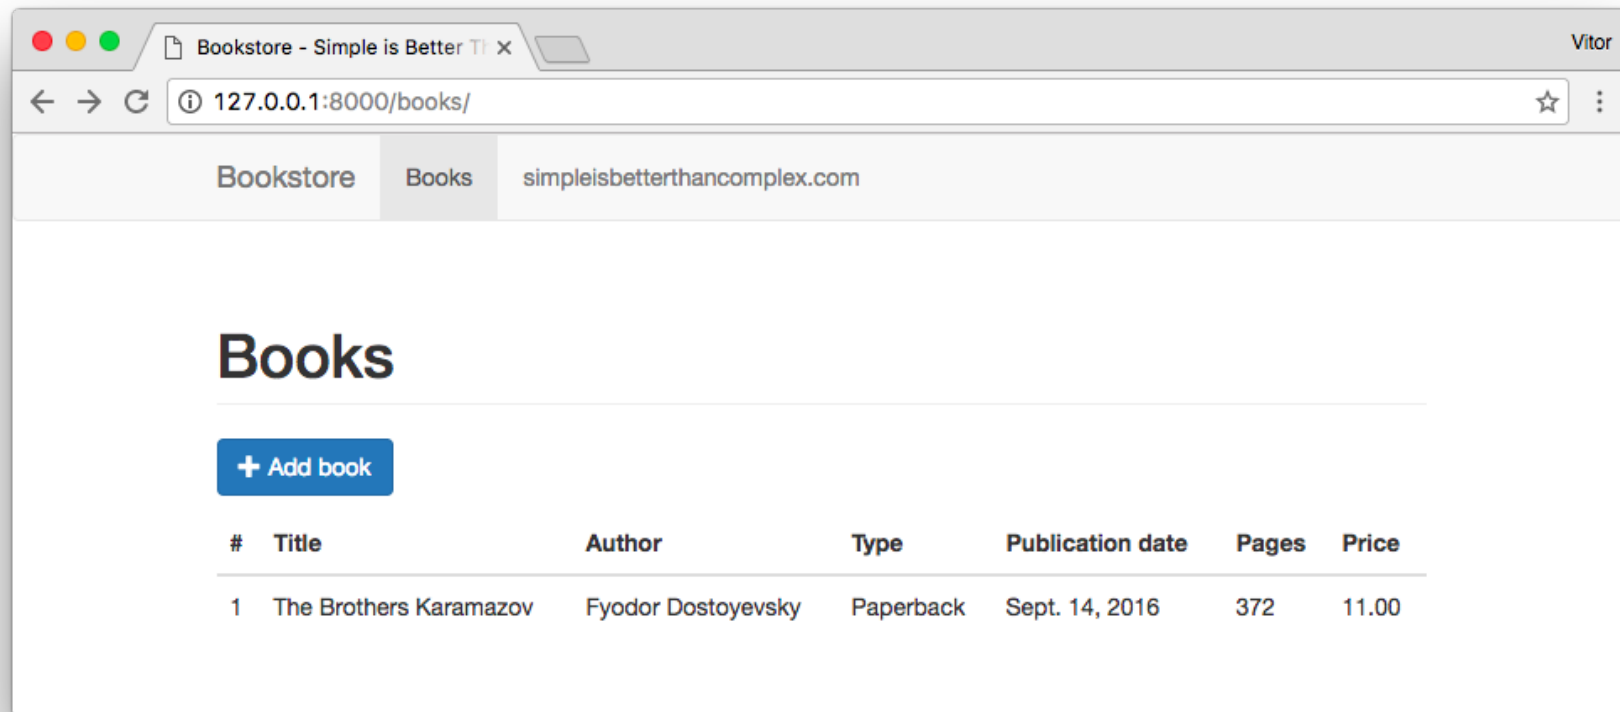 Bookstore - Simple is Better Th
Vitor
127.0.0.1:8000/books/
Bookstore Books simpleisbetterthancomplex.com
Books
Add book
# Title Author Type Publication date Pages Price
1 The Brothers Karamazov Fyodor Dostoyevsky Paperback Sept. 14, 2016 372 11.00